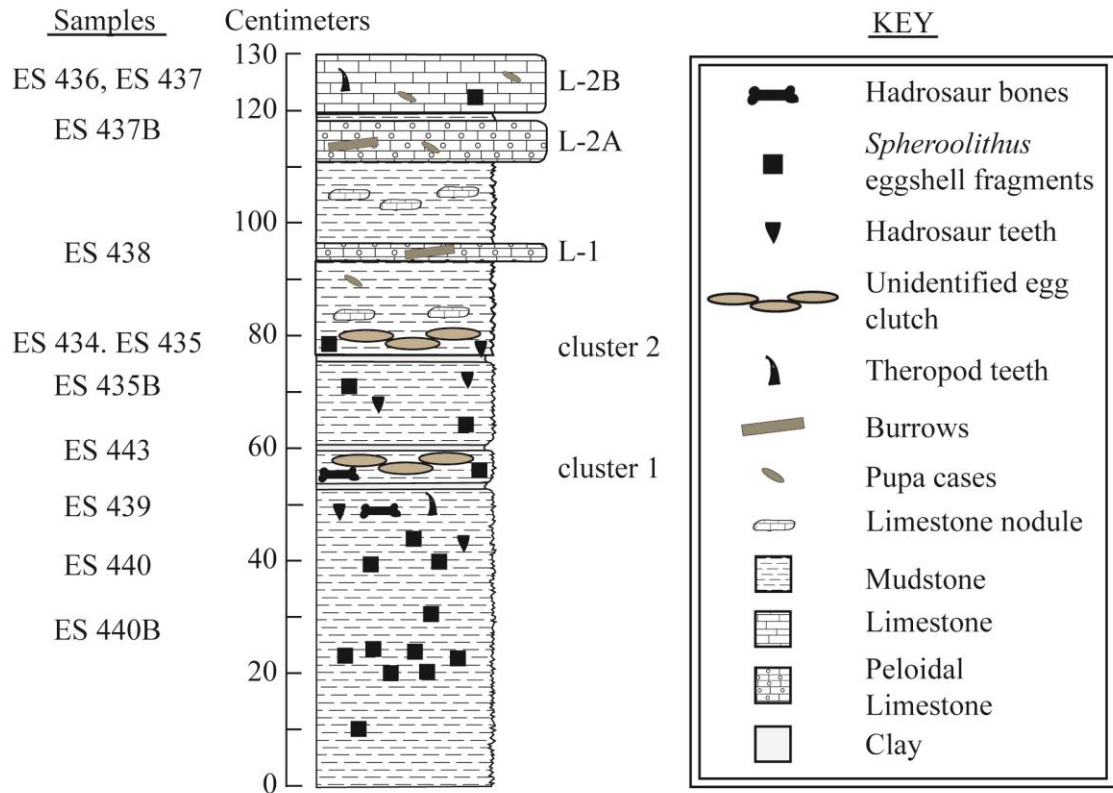 Samples
Centimeters
KEY
130
ES 436, ES 437
L-2B
Hadrosaur bones
120
ES 437B
L-2A
Spheroolithus
eggshell fragments
100
Hadrosaur teeth
ES 438
L-1
Unidentified egg
clutch
80
ES 434. ES 435
cluster 2
Theropod teeth
ES 435B
Burrows
60
ES 443
cluster 1
Pupa cases
ES 439
Limestone nodule
40
ES 440
Mudstone
ES 440B
Limestone
20
Peloidal
Limestone
Clay
0